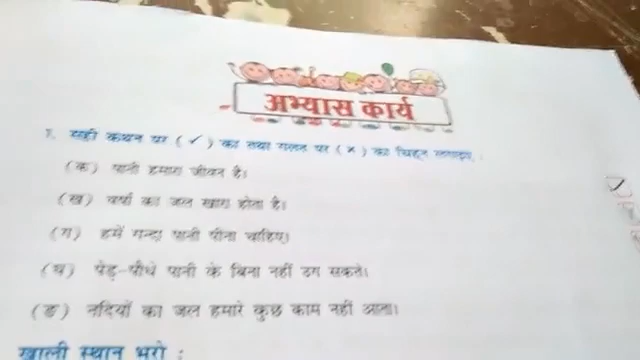 अभ्यास कार्य
1. सही कथन पर (✓) का तथा गलत पर (×) का चिह्न लगाइए :
(क) पानी हमारा जीवन है।
(ख) वर्षा का जल खारा होता है।
(ग) हमें गन्दा पानी पीना चाहिए।
(घ) पेड़-पौधे पानी के बिना नहीं उग सकते।
(ङ) नदियों का जल हमारे कुछ काम नहीं आता।
खाली स्थान भरो :